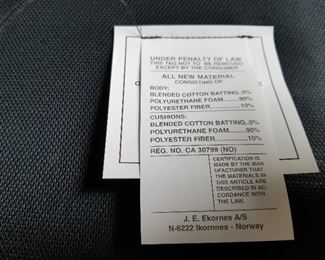 UNDER PENALTY OF LAW
THIS TAG NOT TO BE REMOVED
EXCEPT BY THE CONSUMER
ALL NEW MATERIAL
CONSISTING OF
BODY:
BLENDED COTTON BATTING..0%
POLYURETHANE FOAM.........90%
POLYESTER FIBER................10%
CUSHIONS:
BLENDED COTTON BATTING..0%
POLYURETHANE FOAM.........90%
POLYESTER FIBER................10%
REG. NO. CA 30799 (NO)
CERTIFICATION IS
MADE BY THE MAN-
UFACTURER THAT
THE MATERIALS IN
THIS ARTICLE ARE
DESCRIBED IN AC-
CORDANCE WITH
THE LAW.
J. E. Ekornes A/S
N-6222 Ikornnes - Norway